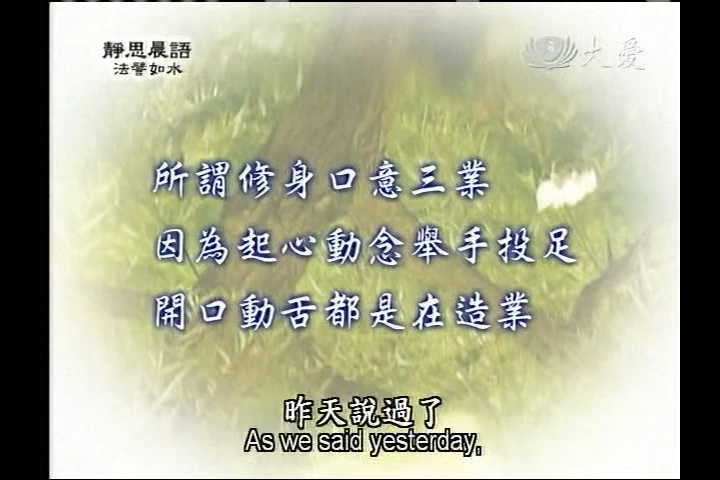 靜思晨語
法譬如水
大愛
所謂修身口意三業
因為起心動念舉手投足
開口動舌都是在造業
昨天說過了
As we said yesterday,